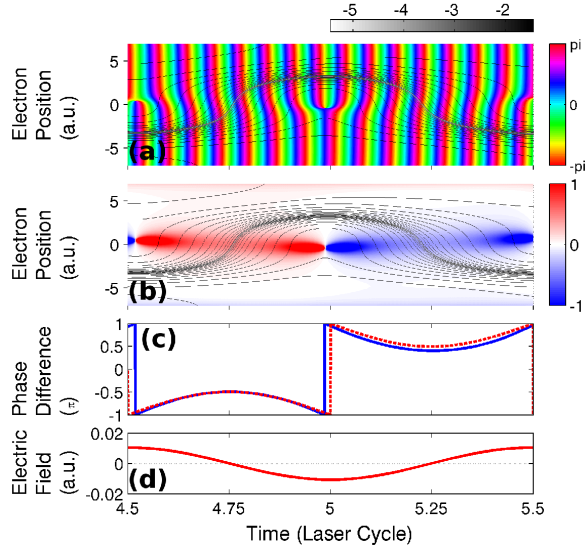 -5 -4 -3 -2
5
0
-5
Electron
Position
(a.u.)
(a)
pi
0
-pi
5
0
-5
Electron
Position
(a.u.)
(b)
1
0
-1
1
0.5
0
-0.5
-1
Phase
Difference
(π)
(c)
0.02
0
-0.02
Electric
Field
(a.u.)
(d)
4.5 4.75 5 5.25 5.5
Time (Laser Cycle)